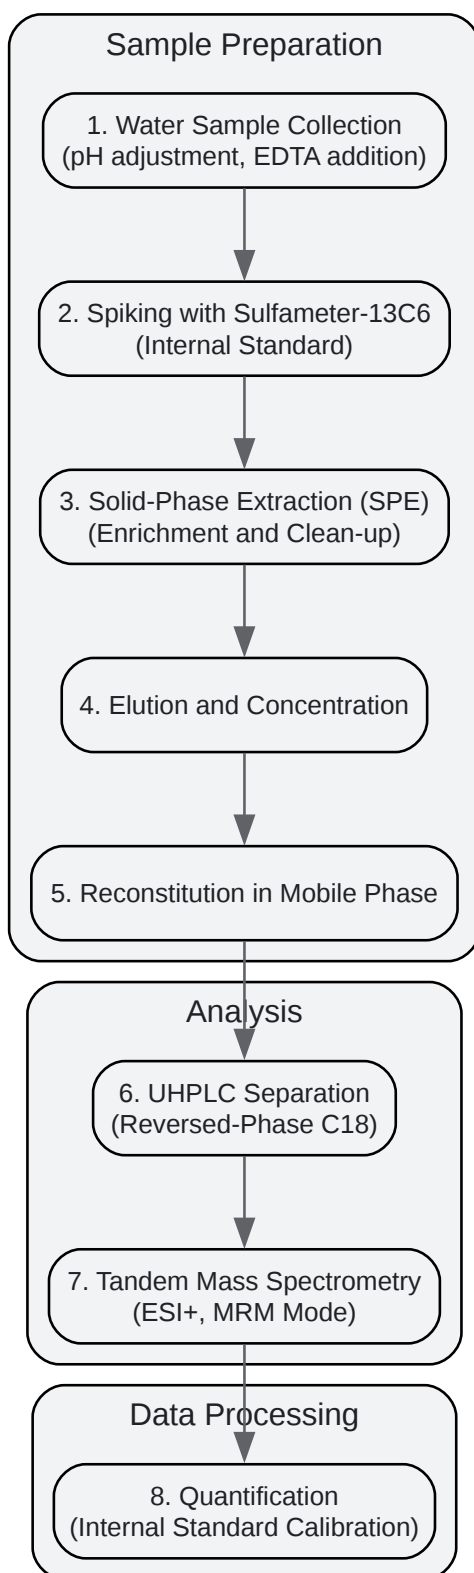 Sample Preparation
1. Water Sample Collection
(pH adjustment, EDTA addition)
2. Spiking with Sulfameter-13C6
(Internal Standard)
3. Solid-Phase Extraction (SPE)
(Enrichment and Clean-up)
4. Elution and Concentration
5. Reconstitution in Mobile Phase
Analysis
6. UHPLC Separation
(Reversed-Phase C18)
7. Tandem Mass Spectrometry
(ESI+, MRM Mode)
Data Processing
8. Quantification
(Internal Standard Calibration)